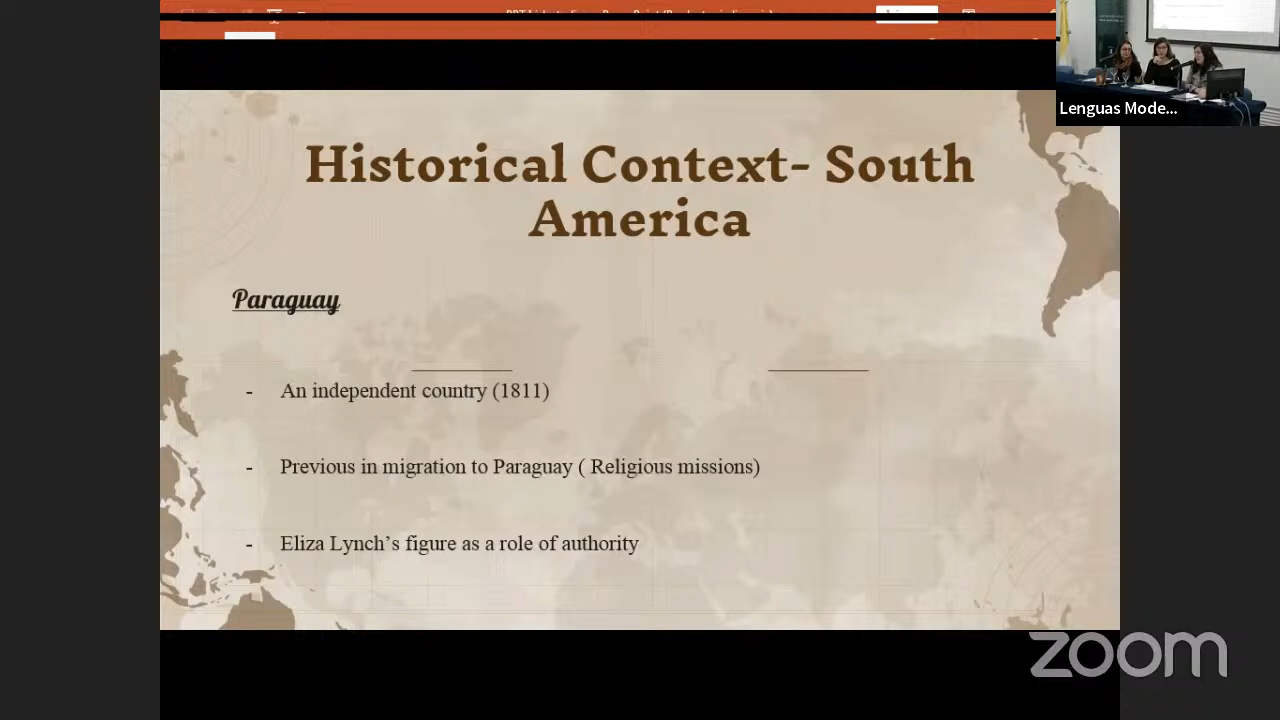 Lenguas Mode...
Historical Context- South
America
Paraguay
- An independent country (1811)
- Previous in migration to Paraguay ( Religious missions)
- Eliza Lynch’s figure as a role of authority
zoom